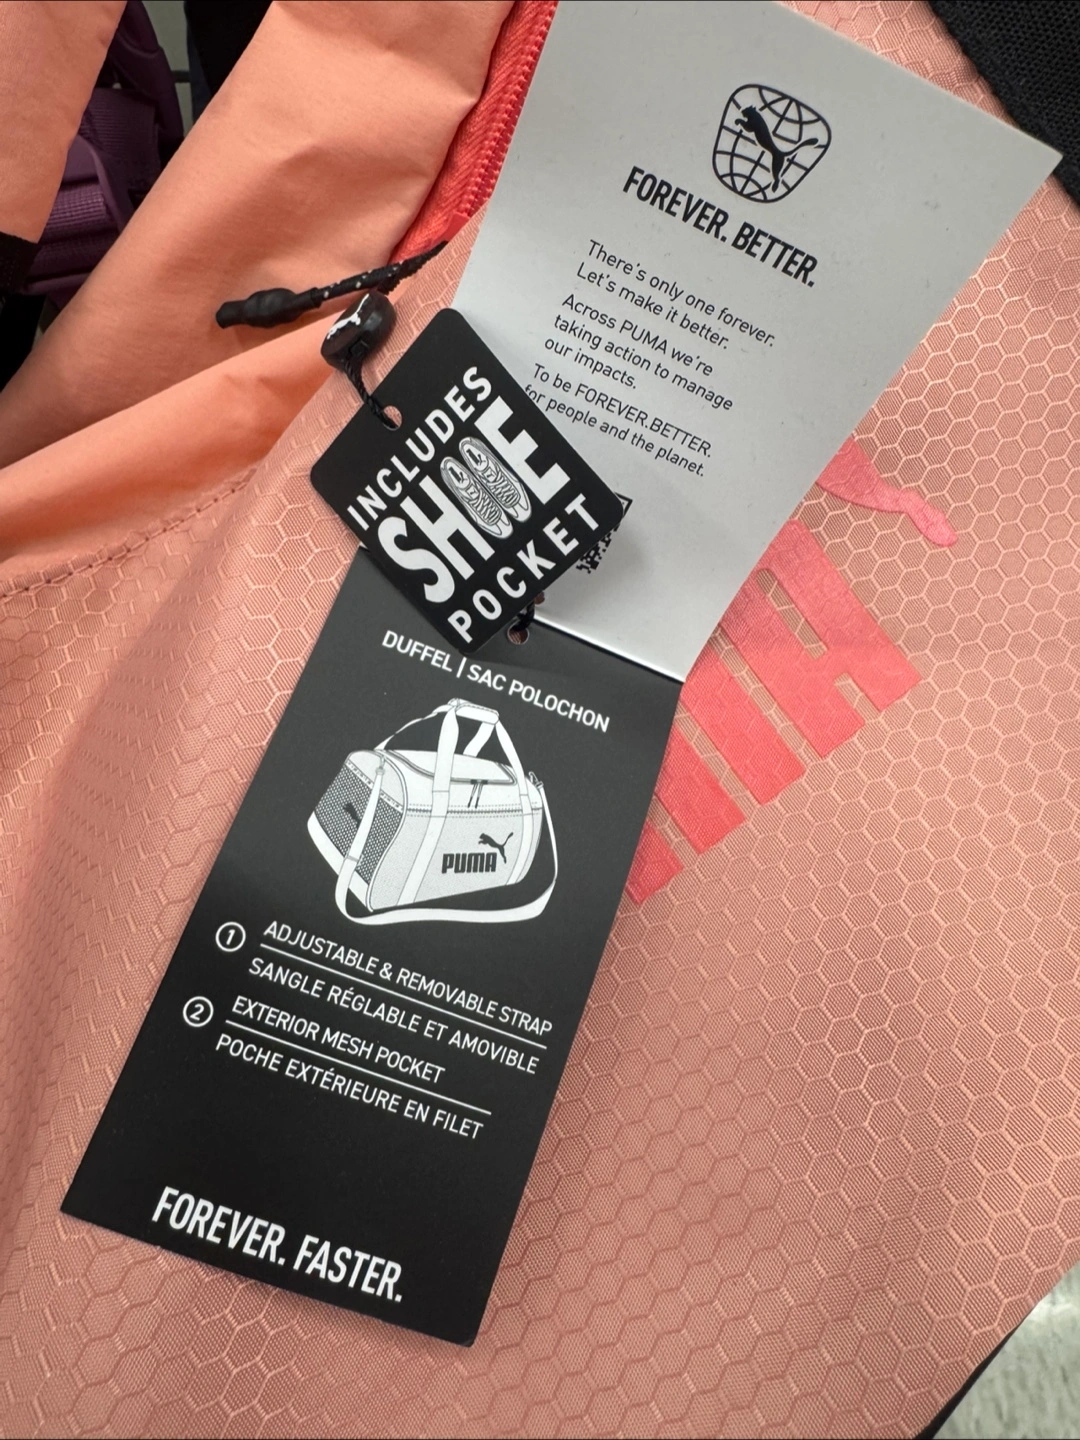 FOREVER. BETTER.
There's only one forever.
Let's make it better.
Across PUMA we're
taking action to manage
our impacts.
To be FOREVER.BETTER.
for people and the planet.
INCLUDES
SHOE
POCKET
DUFFEL | SAC POLOCHON
PUMA
1 ADJUSTABLE & REMOVABLE STRAP
SANGLE RÉGLABLE ET AMOVIBLE
2 EXTERIOR MESH POCKET
POCHE EXTÉRIEURE EN FILET
FOREVER. FASTER.